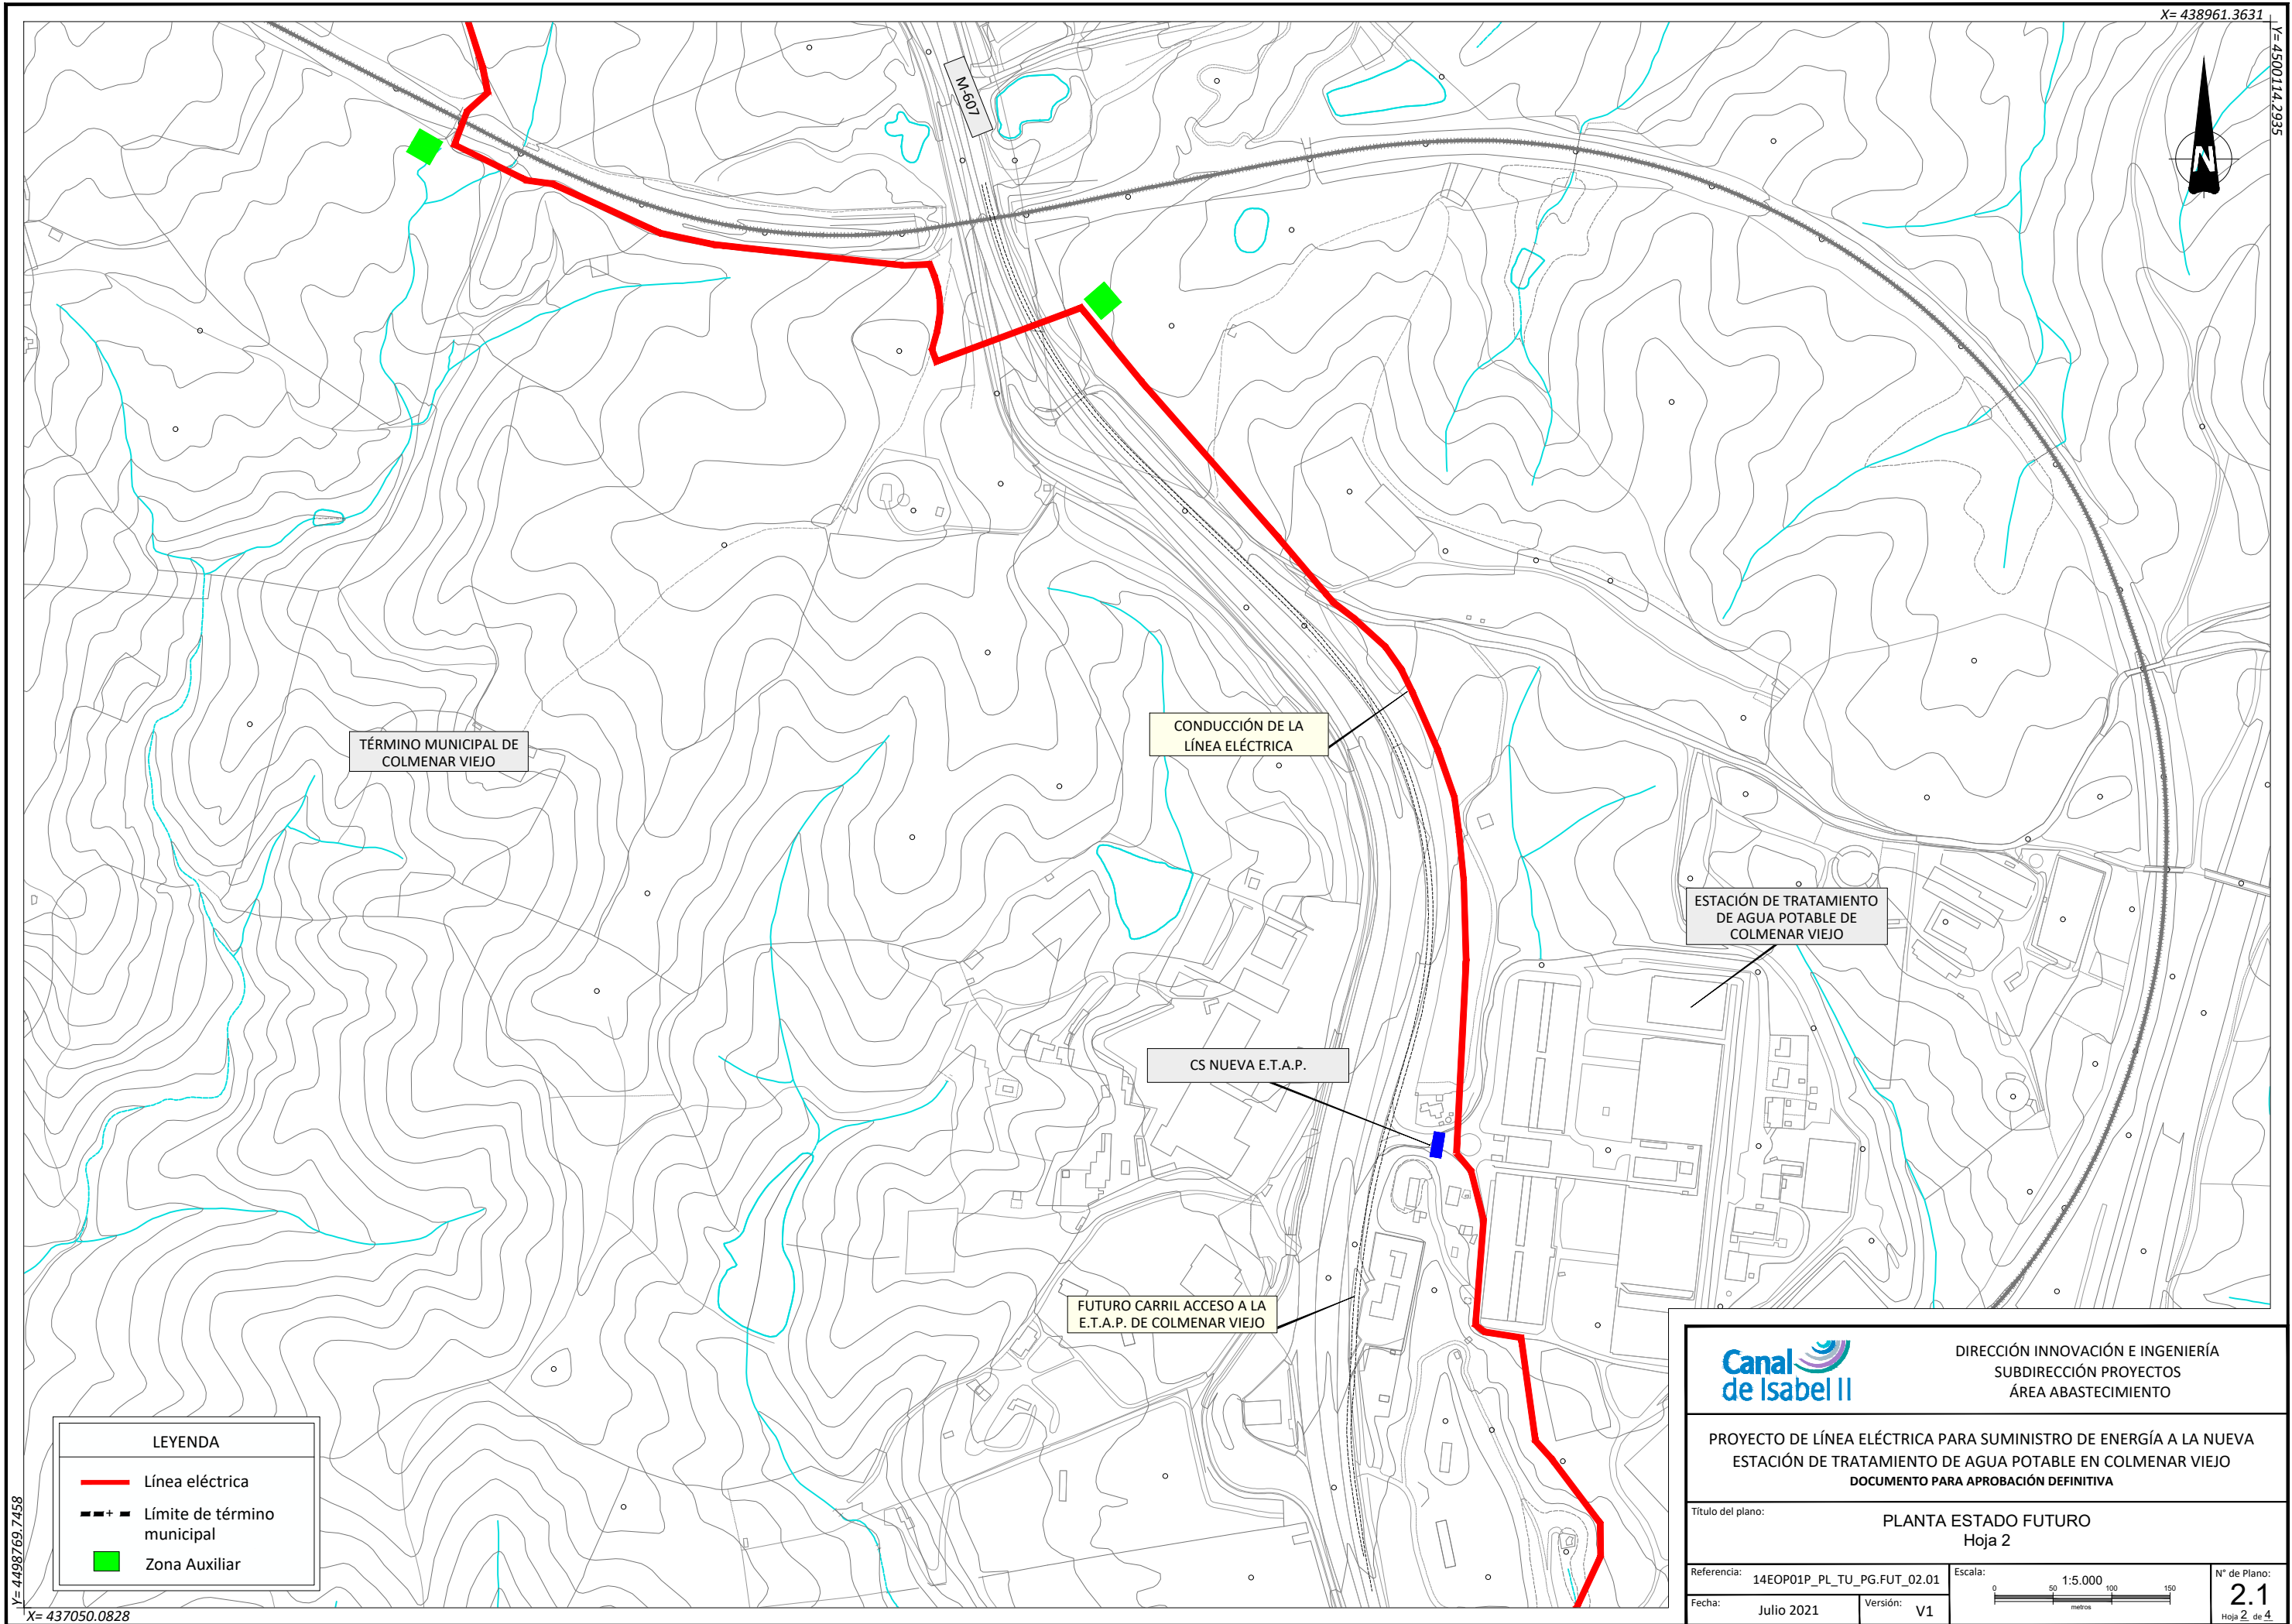 X= 438961.3631
Y= 4500114.2935
M-607
N
TÉRMINO MUNICIPAL DE
COLMENAR VIEJO
CONDUCCIÓN DE LA
LÍNEA ELÉCTRICA
ESTACIÓN DE TRATAMIENTO
DE AGUA POTABLE DE
COLMENAR VIEJO
CS NUEVA E.T.A.P.
FUTURO CARRIL ACCESO A LA
E.T.A.P. DE COLMENAR VIEJO
LEYENDA
Línea eléctrica
Límite de término
municipal
Zona Auxiliar
Y= 4498769.7458
X= 437050.0828
Canal
de Isabel II
DIRECCIÓN INNOVACIÓN E INGENIERÍA
SUBDIRECCIÓN PROYECTOS
ÁREA ABASTECIMIENTO
PROYECTO DE LÍNEA ELÉCTRICA PARA SUMINISTRO DE ENERGÍA A LA NUEVA
ESTACIÓN DE TRATAMIENTO DE AGUA POTABLE EN COLMENAR VIEJO
DOCUMENTO PARA APROBACIÓN DEFINITIVA
Título del plano:
PLANTA ESTADO FUTURO
Hoja 2
Referencia: 14EOP01P_PL_TU_PG.FUT_02.01
Escala:
1:5.000
0 50 100 150
metros
Fecha: Julio 2021
Versión: V1
N° de Plano:
2.1
Hoja 2 de 4